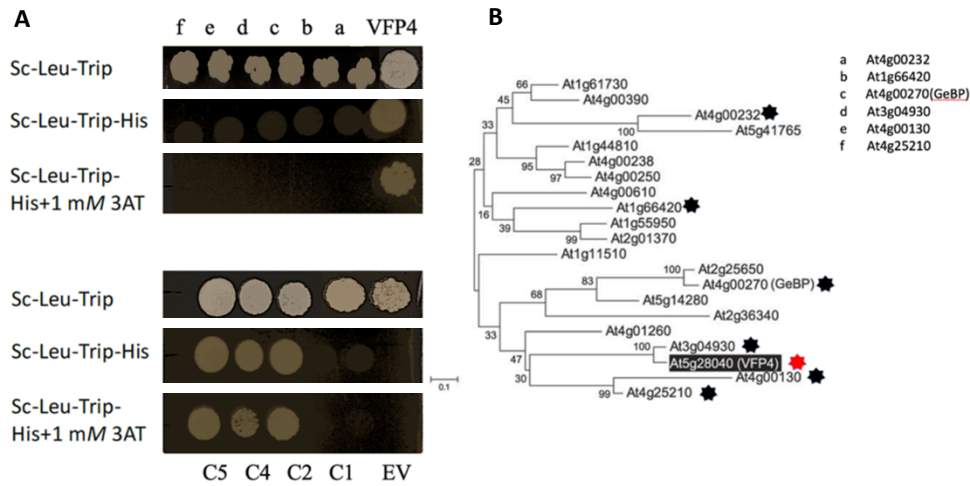 A
f e d c b a VFP4
Sc-Leu-Trip
Sc-Leu-Trip-His
Sc-Leu-Trip-
His+1 mM 3AT
Sc-Leu-Trip
Sc-Leu-Trip-His
Sc-Leu-Trip-
His+1 mM 3AT
C5 C4 C2 C1 EV
B
At1g61730
66
At4g00390
45
At4g00232
100
At5g41765
33
At1g44810
95
At4g00238
97
At4g00250
28
At4g00610
16
At1g66420
39
At1g55950
99
At2g01370
At1g11510
At2g25650
100
At4g00270 (GeBP)
83
At5g14280
68
At2g36340
33
At4g01260
47
At3g04930
100
At5g28040 (VFP4)
30
At4g00130
99
At4g25210
0.1
a At4g00232
b At1g66420
c At4g00270(GeBP)
d At3g04930
e At4g00130
f At4g25210